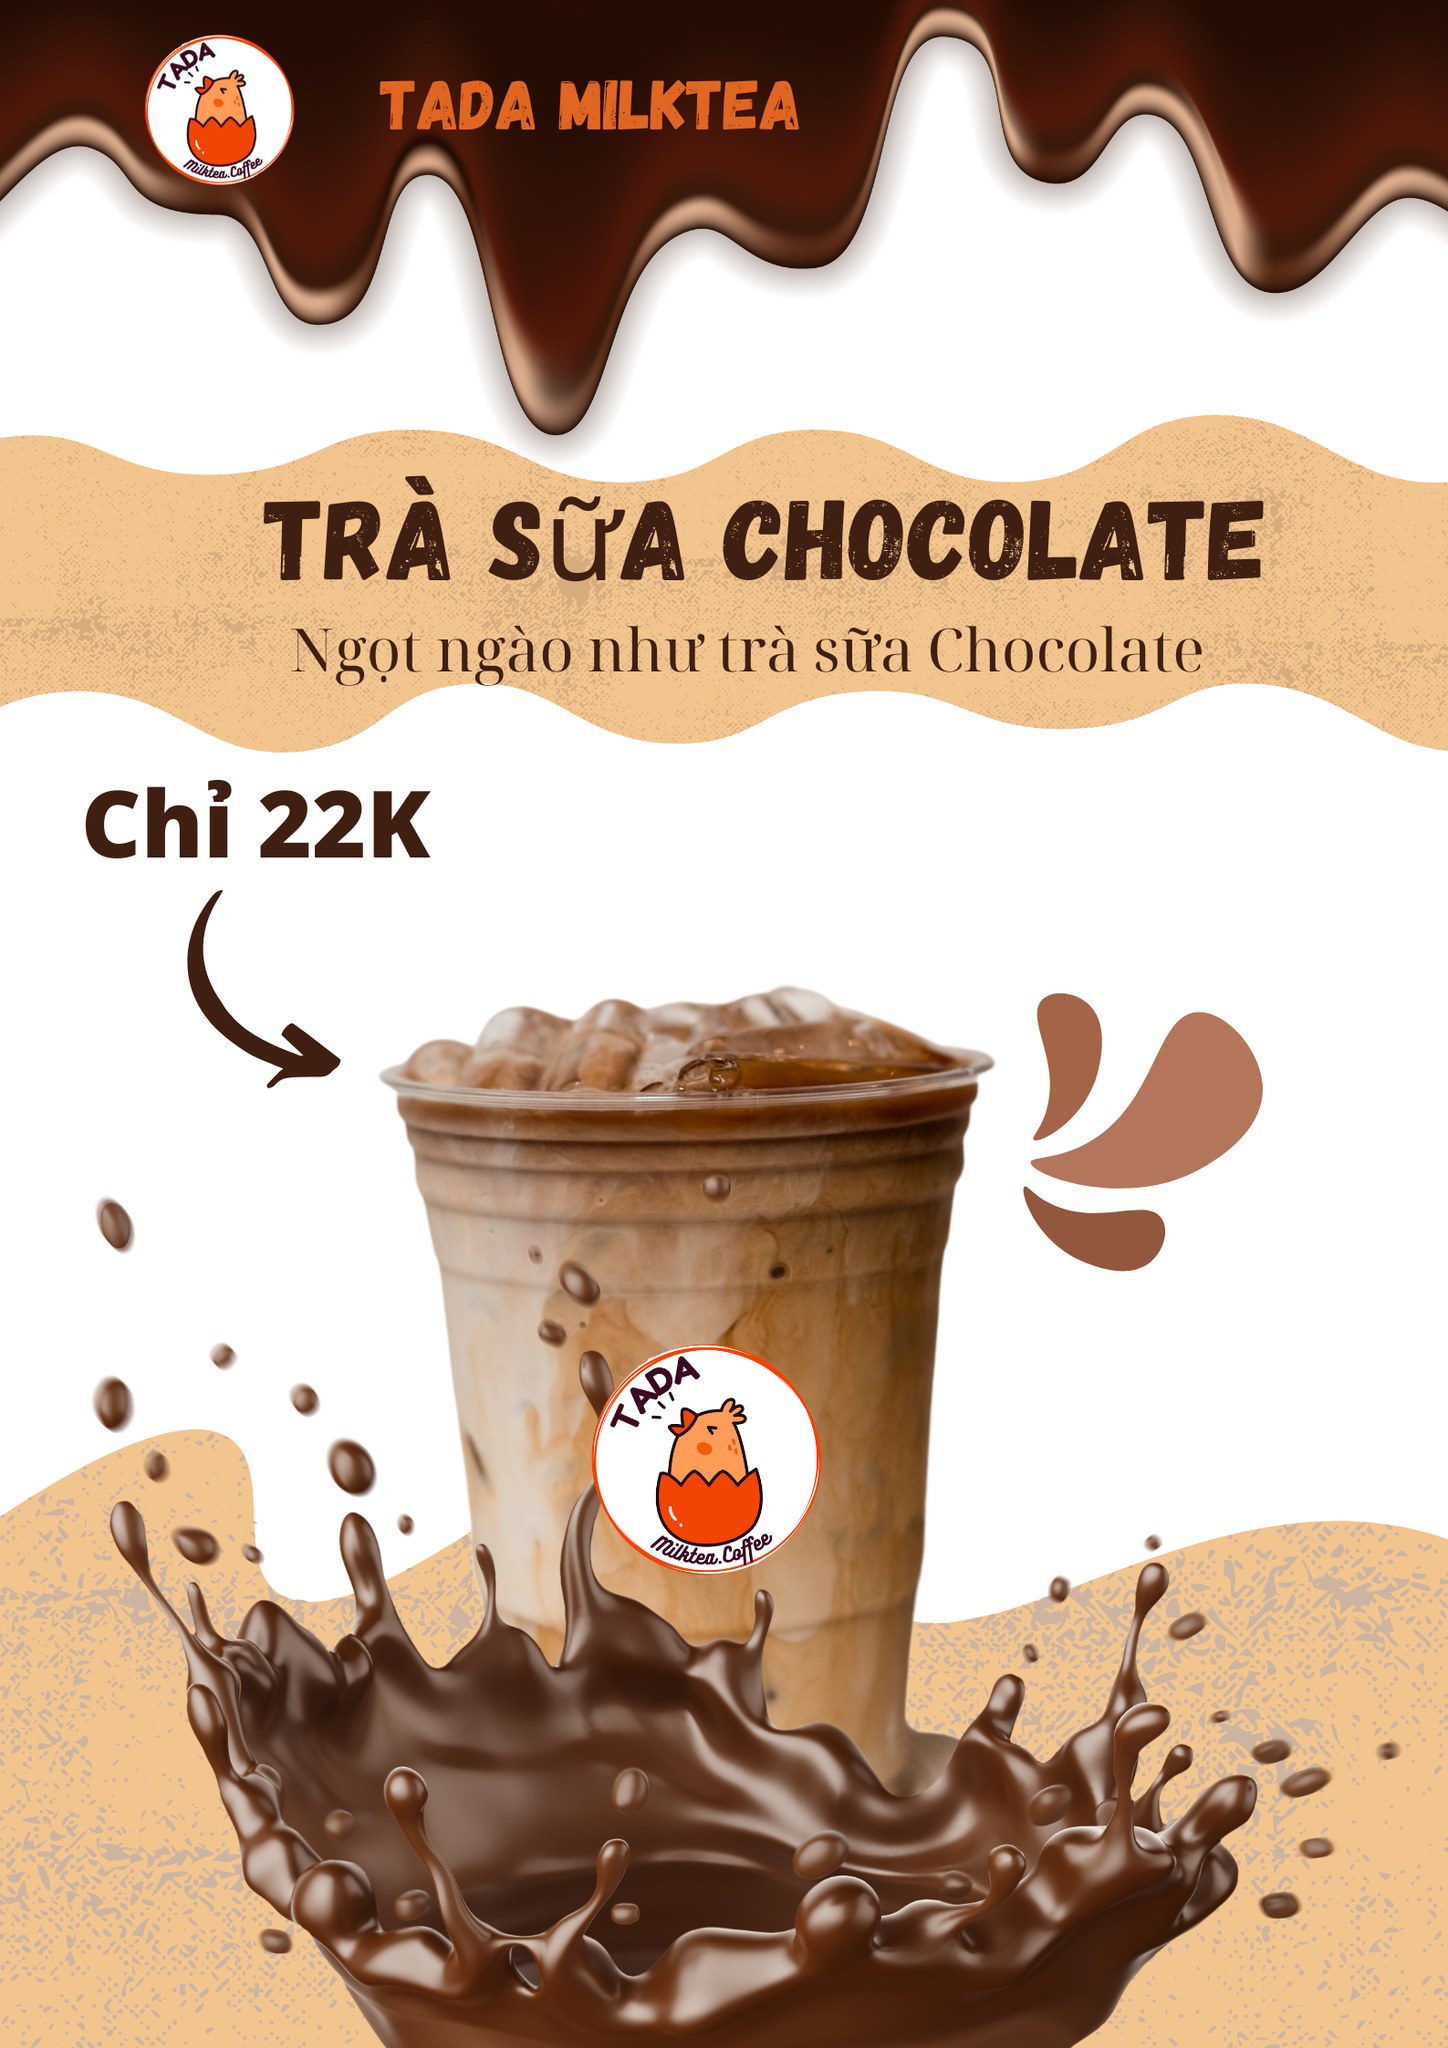 TADA
Milktea.Coffee
TADA MILKTEA
TRÀ SỮA CHOCOLATE
Ngọt ngào như trà sữa Chocolate
Chỉ 22K
TADA
Milktea.Coffee